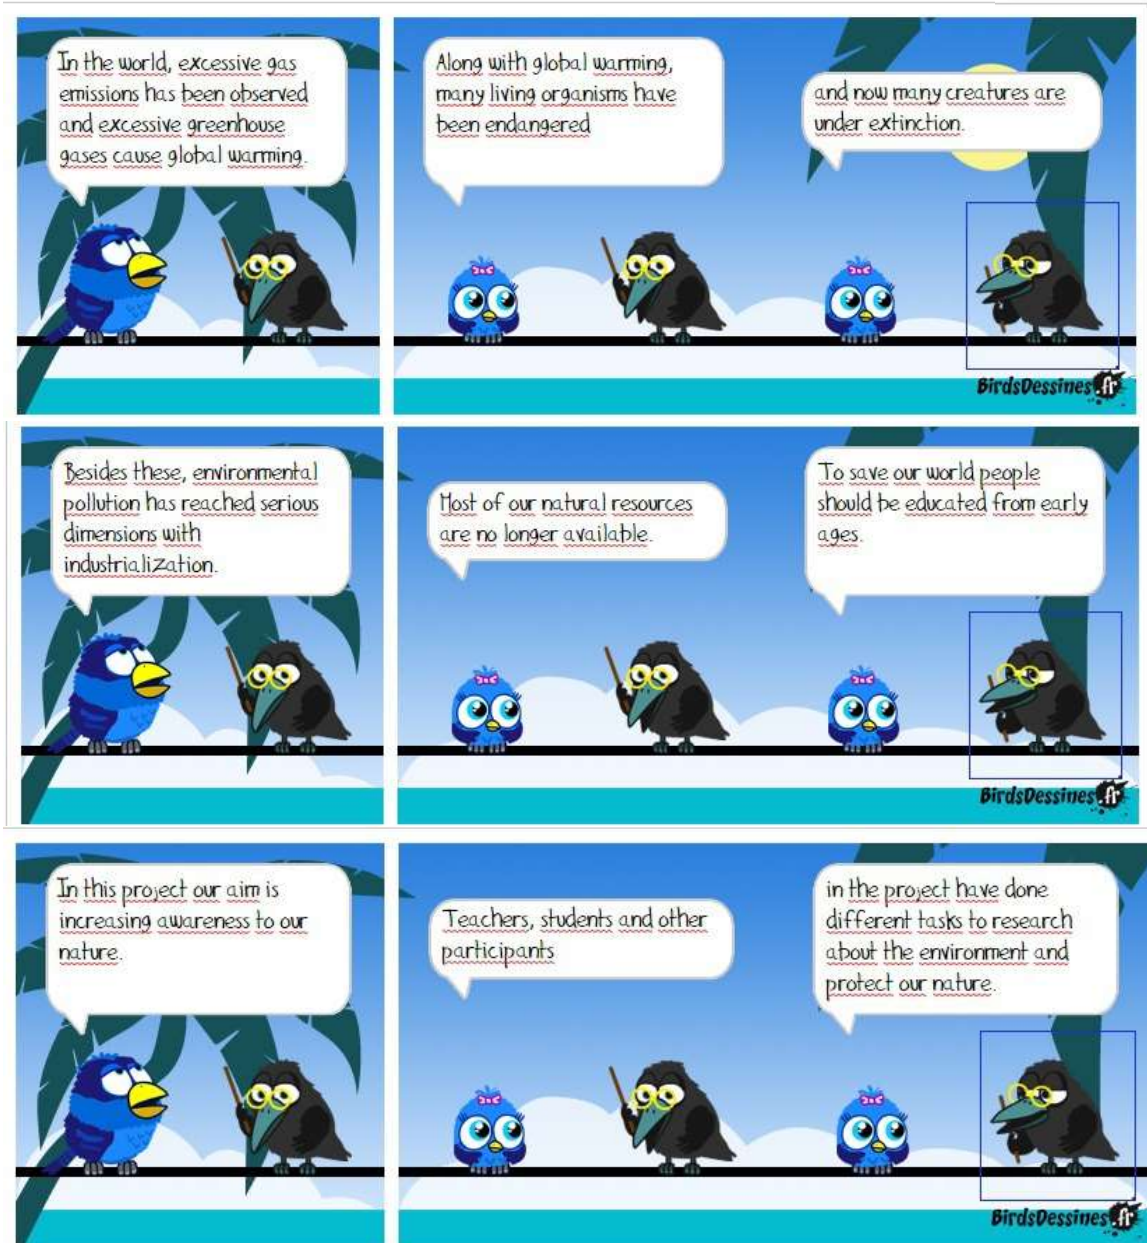 In the world, excessive gas
emissions has been observed
and excessive greenhouse
gases cause global warming.
Along with global warming,
many living organisms have
been endangered
and now many creatures are
under extinction.
BirdsDessines.fr
Besides these, environmental
pollution has reached serious
dimensions with
industrialization.
Most of our natural resources
are no longer available.
To save our world people
should be educated from early
ages.
BirdsDessines.fr
In this project our aim is
increasing awareness to our
nature.
Teachers, students and other
participants
in the project have done
different tasks to research
about the environment and
protect our nature.
BirdsDessines.fr